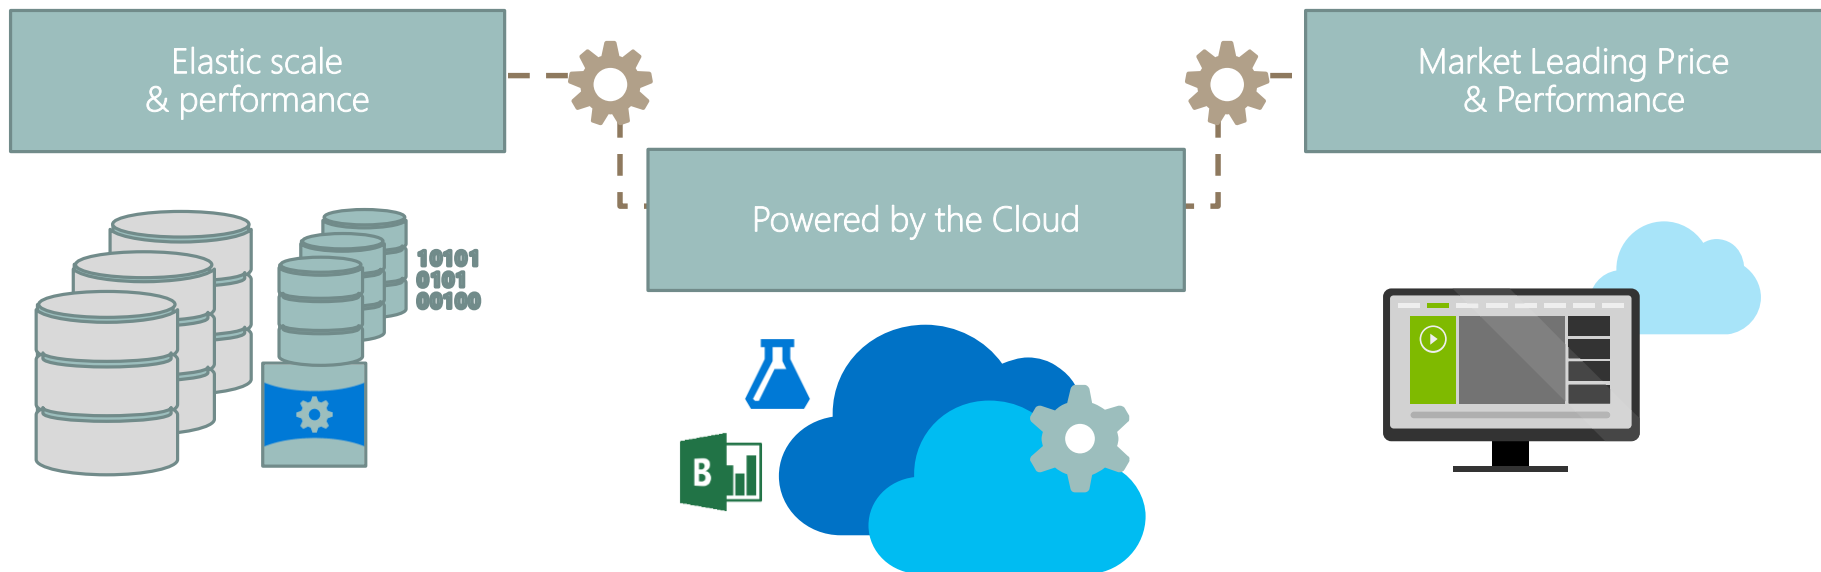 Elastic scale
& performance
Market Leading Price
& Performance
Powered by the Cloud
10101
0101
00100
B